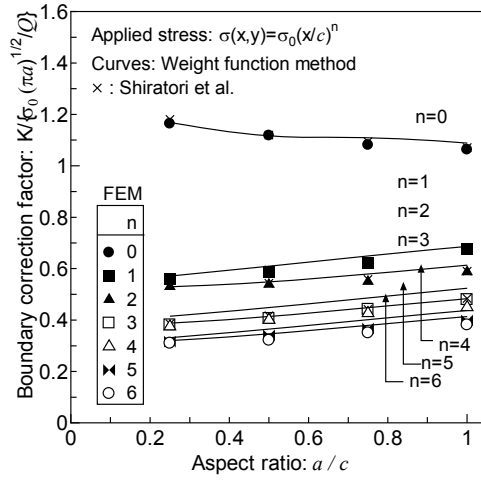 Applied stress: σ(x,y)=σ₀(x/c)ⁿ
Curves: Weight function method
× : Shiratori et al.
n=0
n=1
n=2
n=3
n=4
n=5
n=6
FEM
n
0
1
2
3
4
5
6
Boundary correction factor: K/{σ₀ (πa)^1/2/Q}
1.6
1.4
1.2
1
0.8
0.6
0.4
0.2
0
0 0.2 0.4 0.6 0.8 1
Aspect ratio: a / c